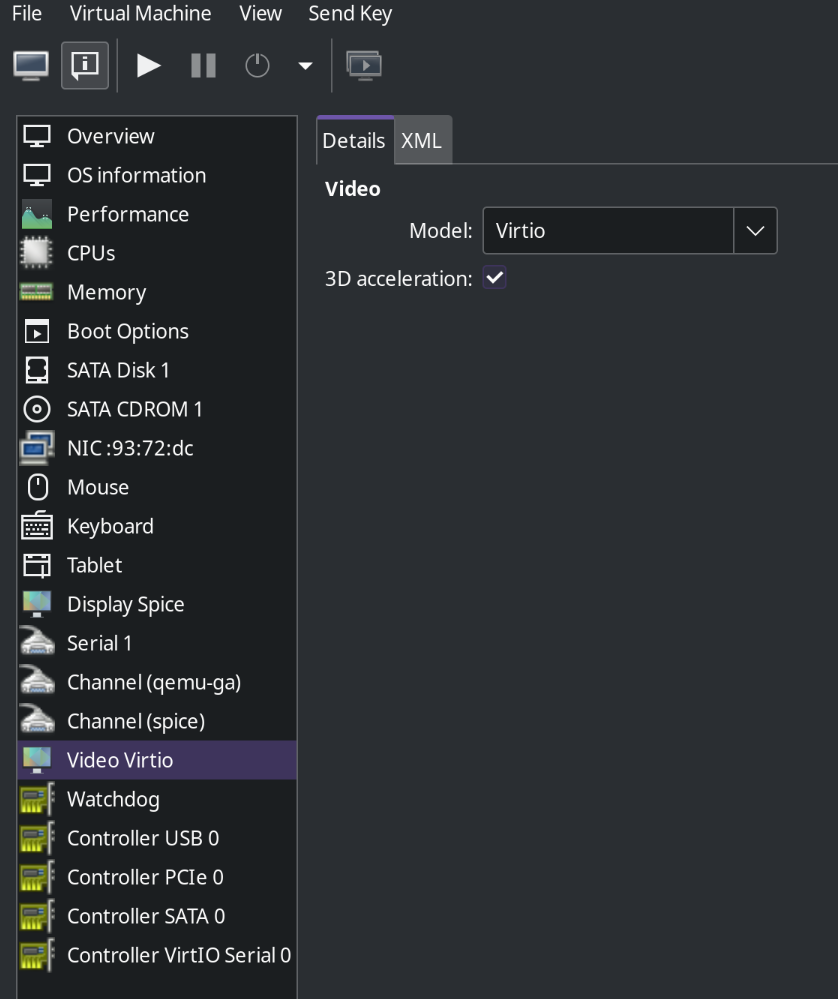 File Virtual Machine View Send Key
Overview
OS information
Performance
CPUs
Memory
Boot Options
SATA Disk 1
SATA CDROM 1
NIC :93:72:dc
Mouse
Keyboard
Tablet
Display Spice
Serial 1
Channel (qemu-ga)
Channel (spice)
Video Virtio
Watchdog
Controller USB 0
Controller PCIe 0
Controller SATA 0
Controller VirtIO Serial 0
Details XML
Video
Model: Virtio
3D acceleration: